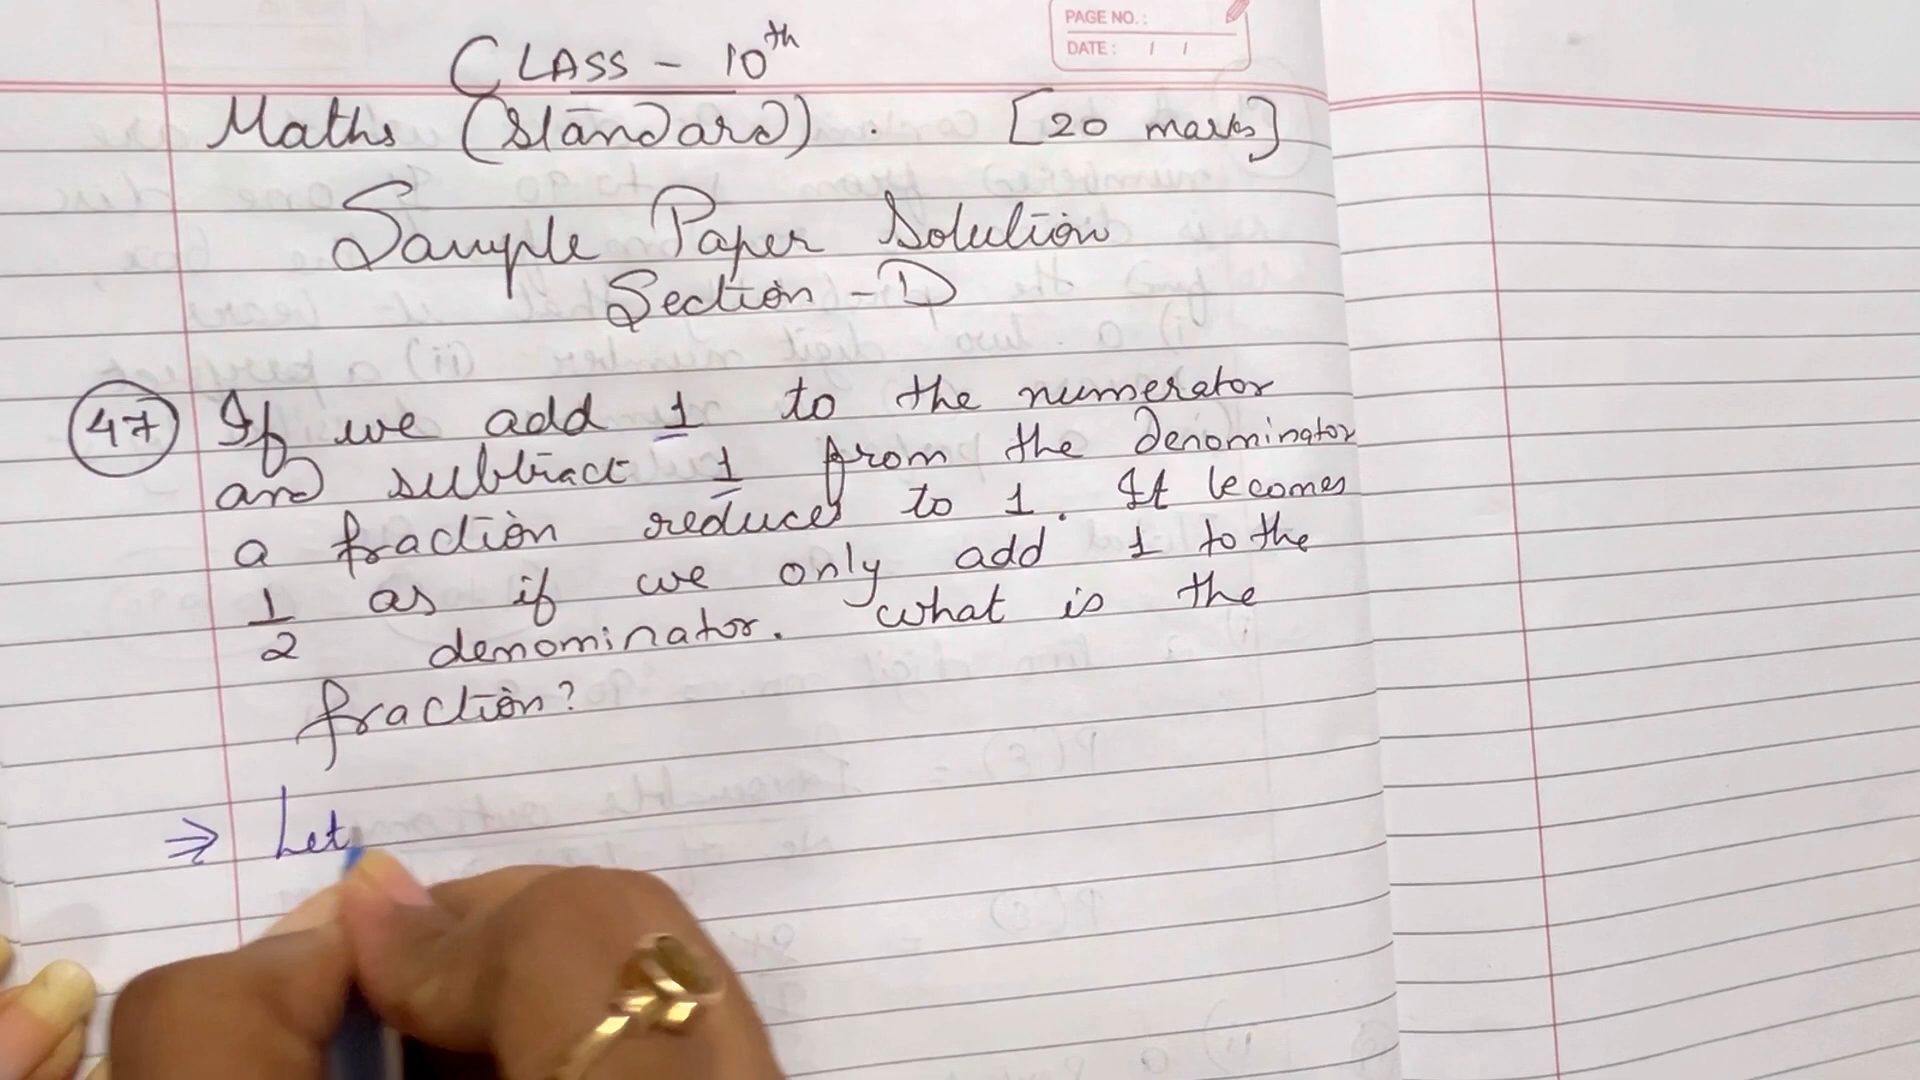 PAGE NO.:
DATE: / /
CLASS - 10th
Maths (Standard). [20 marks]
Sample Paper Solution
Section - D
47 If we add 1 to the numerator
and subtract 1 from the denominator
a fraction reduces to 1. It becomes
1/2 as if we only add 1 to the
denominator. What is the
fraction?
⇒ Let